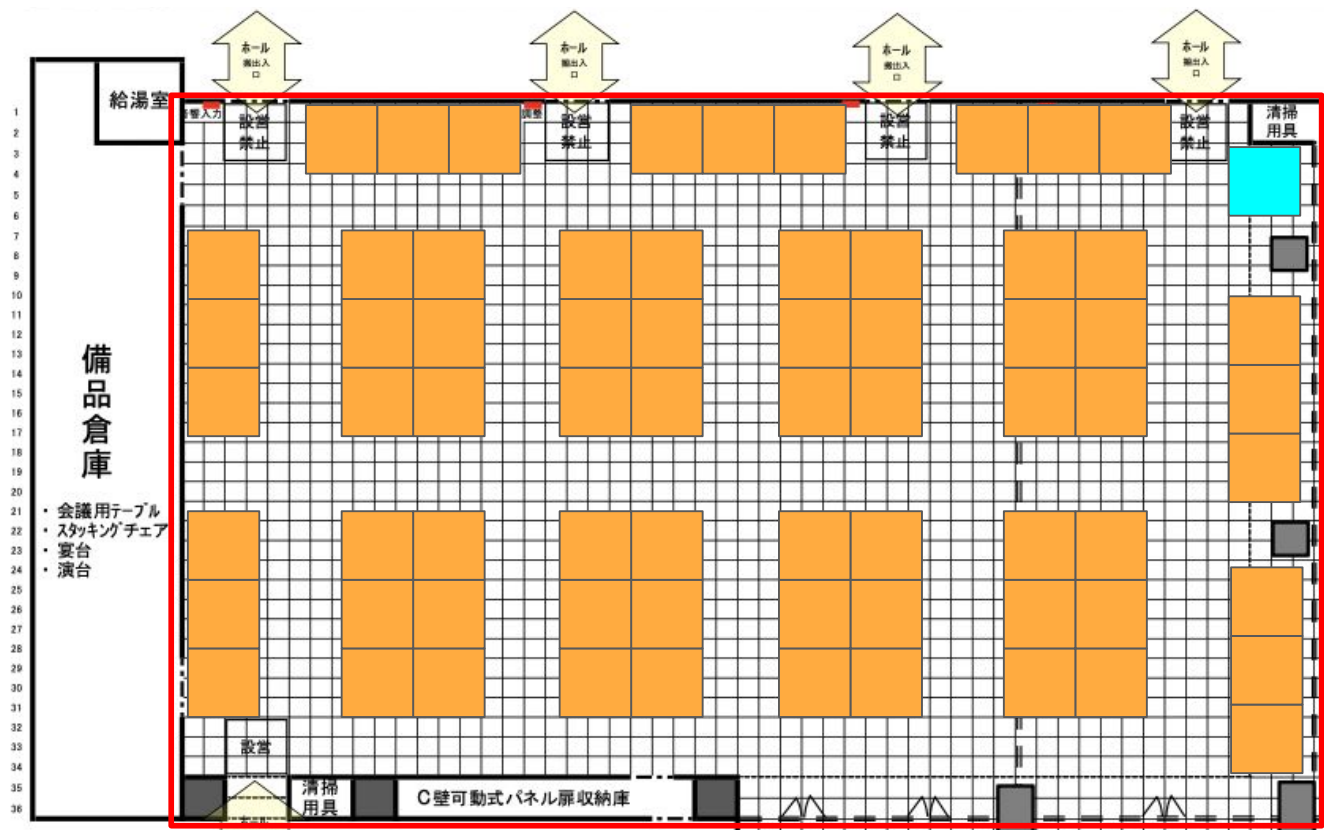 ホール
搬出入
口
ホール
搬出入
口
ホール
搬出入
口
ホール
搬出入
口
給湯室
音響入力
設営
禁止
調整
設営
禁止
設営
禁止
設営
禁止
清掃
用具
1
2
3
4
5
6
7
8
9
10
11
12
13
14
15
16
17
18
19
20
21
22
23
24
25
26
27
28
29
30
31
32
33
34
35
36
備品倉庫
・ 会議用テーブル
・ スタッキングチェア
・ 宴台
・ 演台
設営
清掃
用具
C壁可動式パネル扉収納庫
ホール